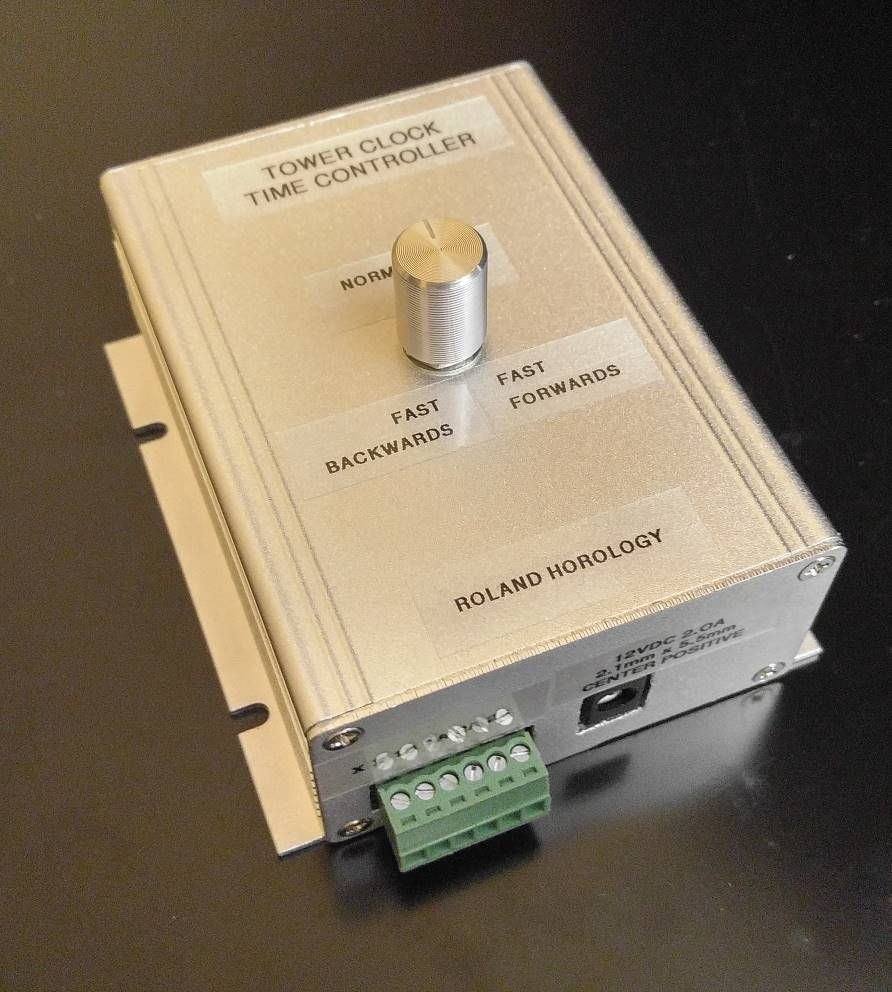 TOWER CLOCK
TIME CONTROLLER
FAST
FORWARDS
FAST
BACKWARDS
ROLAND HOROLOGY
12VDC 2-0A
2.1mm x 5.5mm
CENTER POSITIVE
X